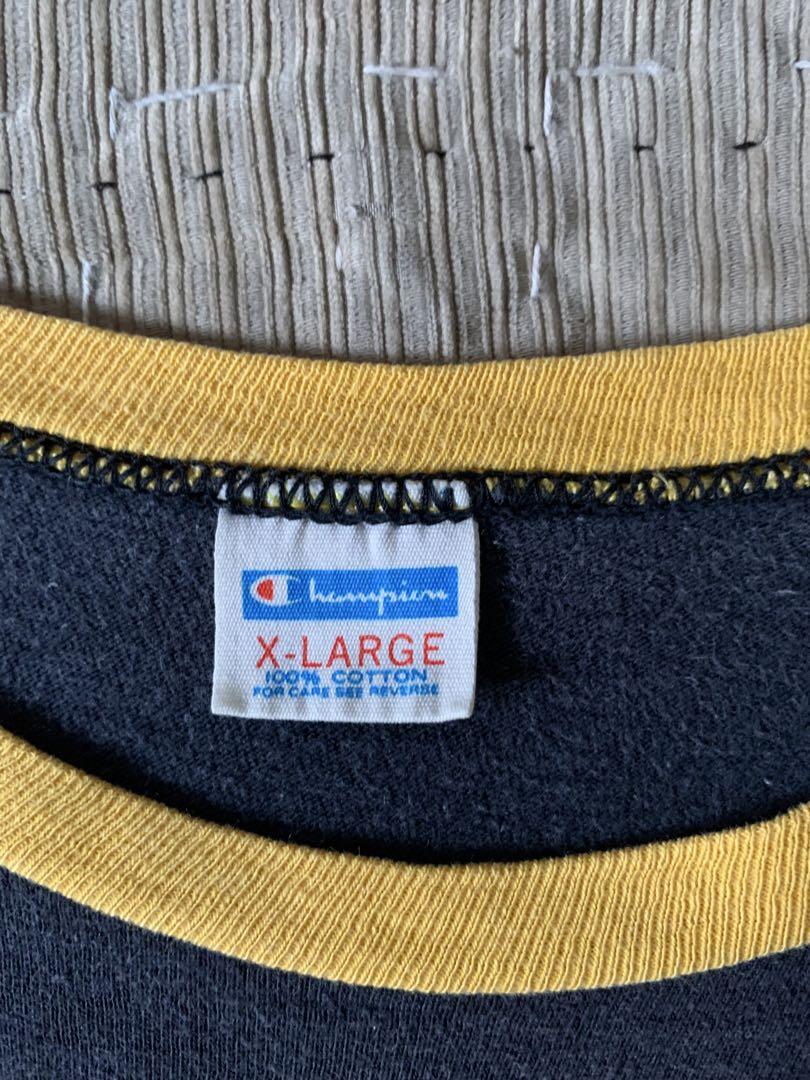 Champion
X-LARGE
100% COTTON
FOR CARE SEE REVERSE